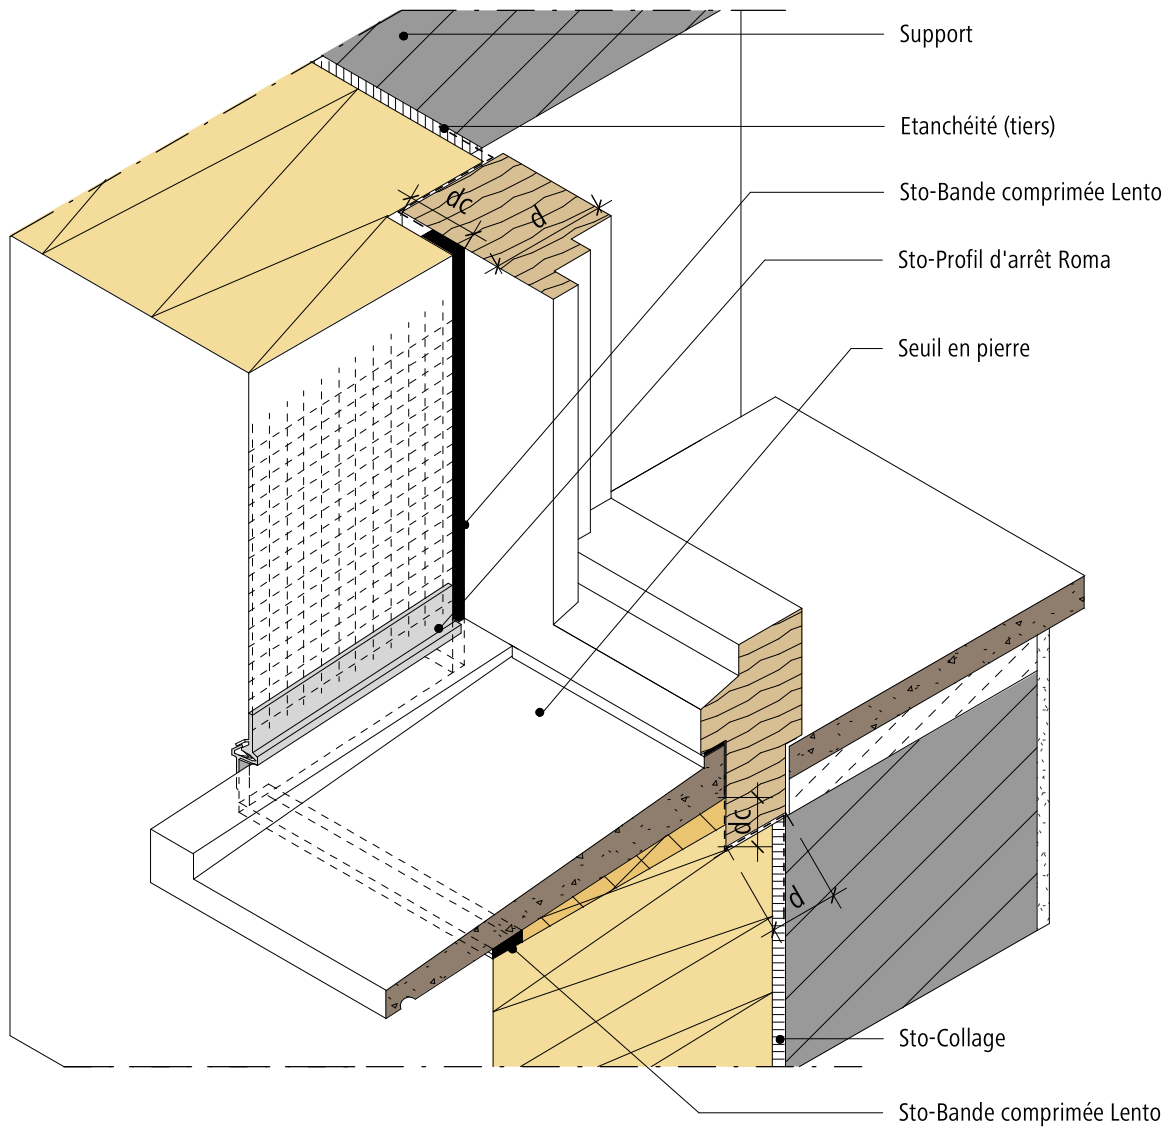 Support
Etanchéité (tiers)
Sto-Bande comprimée Lento
dc
d
Sto-Profil d'arrêt Roma
Seuil en pierre
dc
d
Sto-Collage
Sto-Bande comprimée Lento